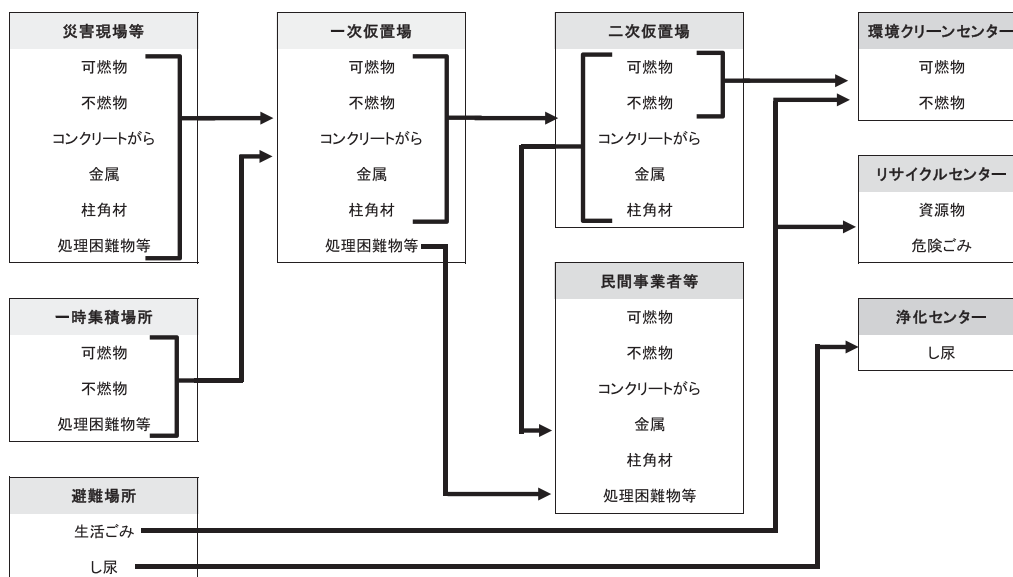 災害現場等
可燃物
不燃物
コンクリートがら
金属
柱角材
処理困難物等
一時集積場所
可燃物
不燃物
処理困難物等
避難場所
生活ごみ
し尿
一次仮置場
可燃物
不燃物
コンクリートがら
金属
柱角材
処理困難物等
二次仮置場
可燃物
不燃物
コンクリートがら
金属
柱角材
民間事業者等
可燃物
不燃物
コンクリートがら
金属
柱角材
処理困難物等
環境クリーンセンター
可燃物
不燃物
リサイクルセンター
資源物
危険ごみ
浄化センター
し尿